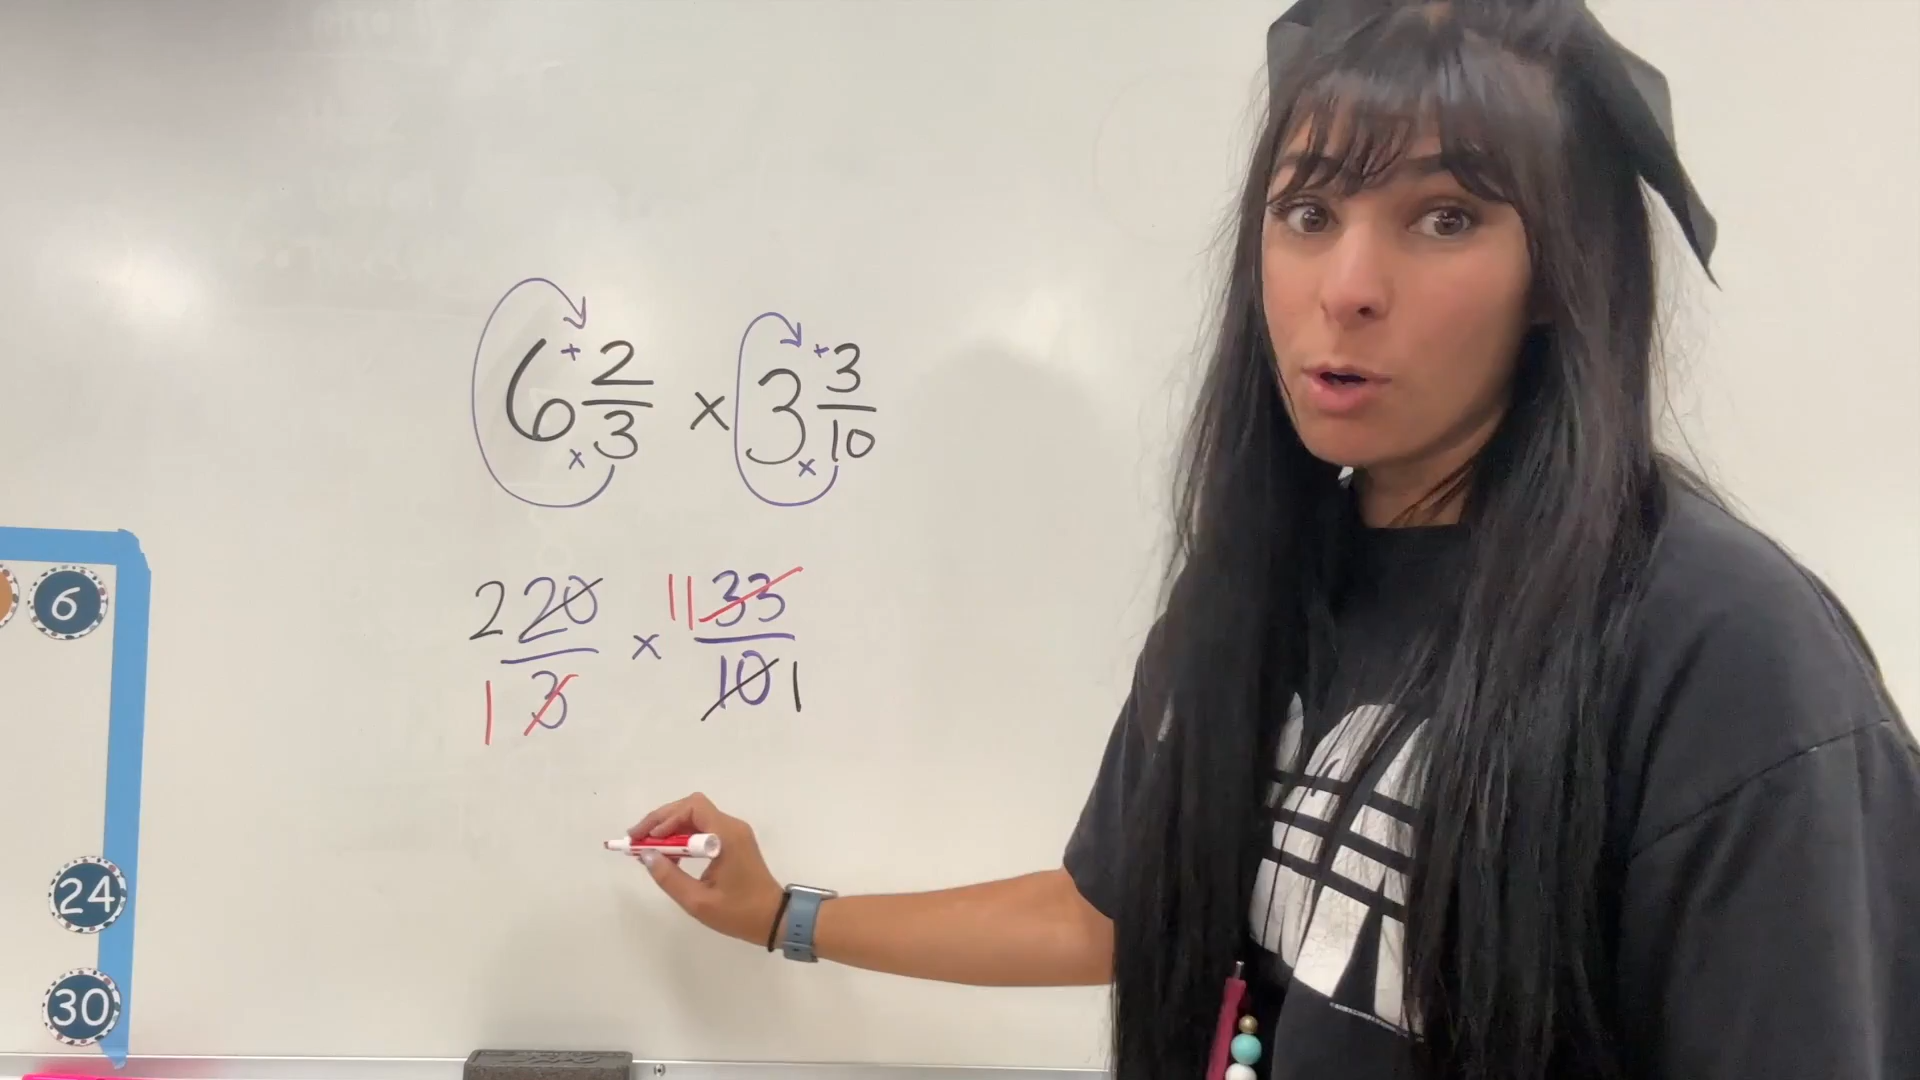 6 + 2/3 x 3 + 3/10
x x
2 20/3 1 x 11 33/10 1
6
24
30